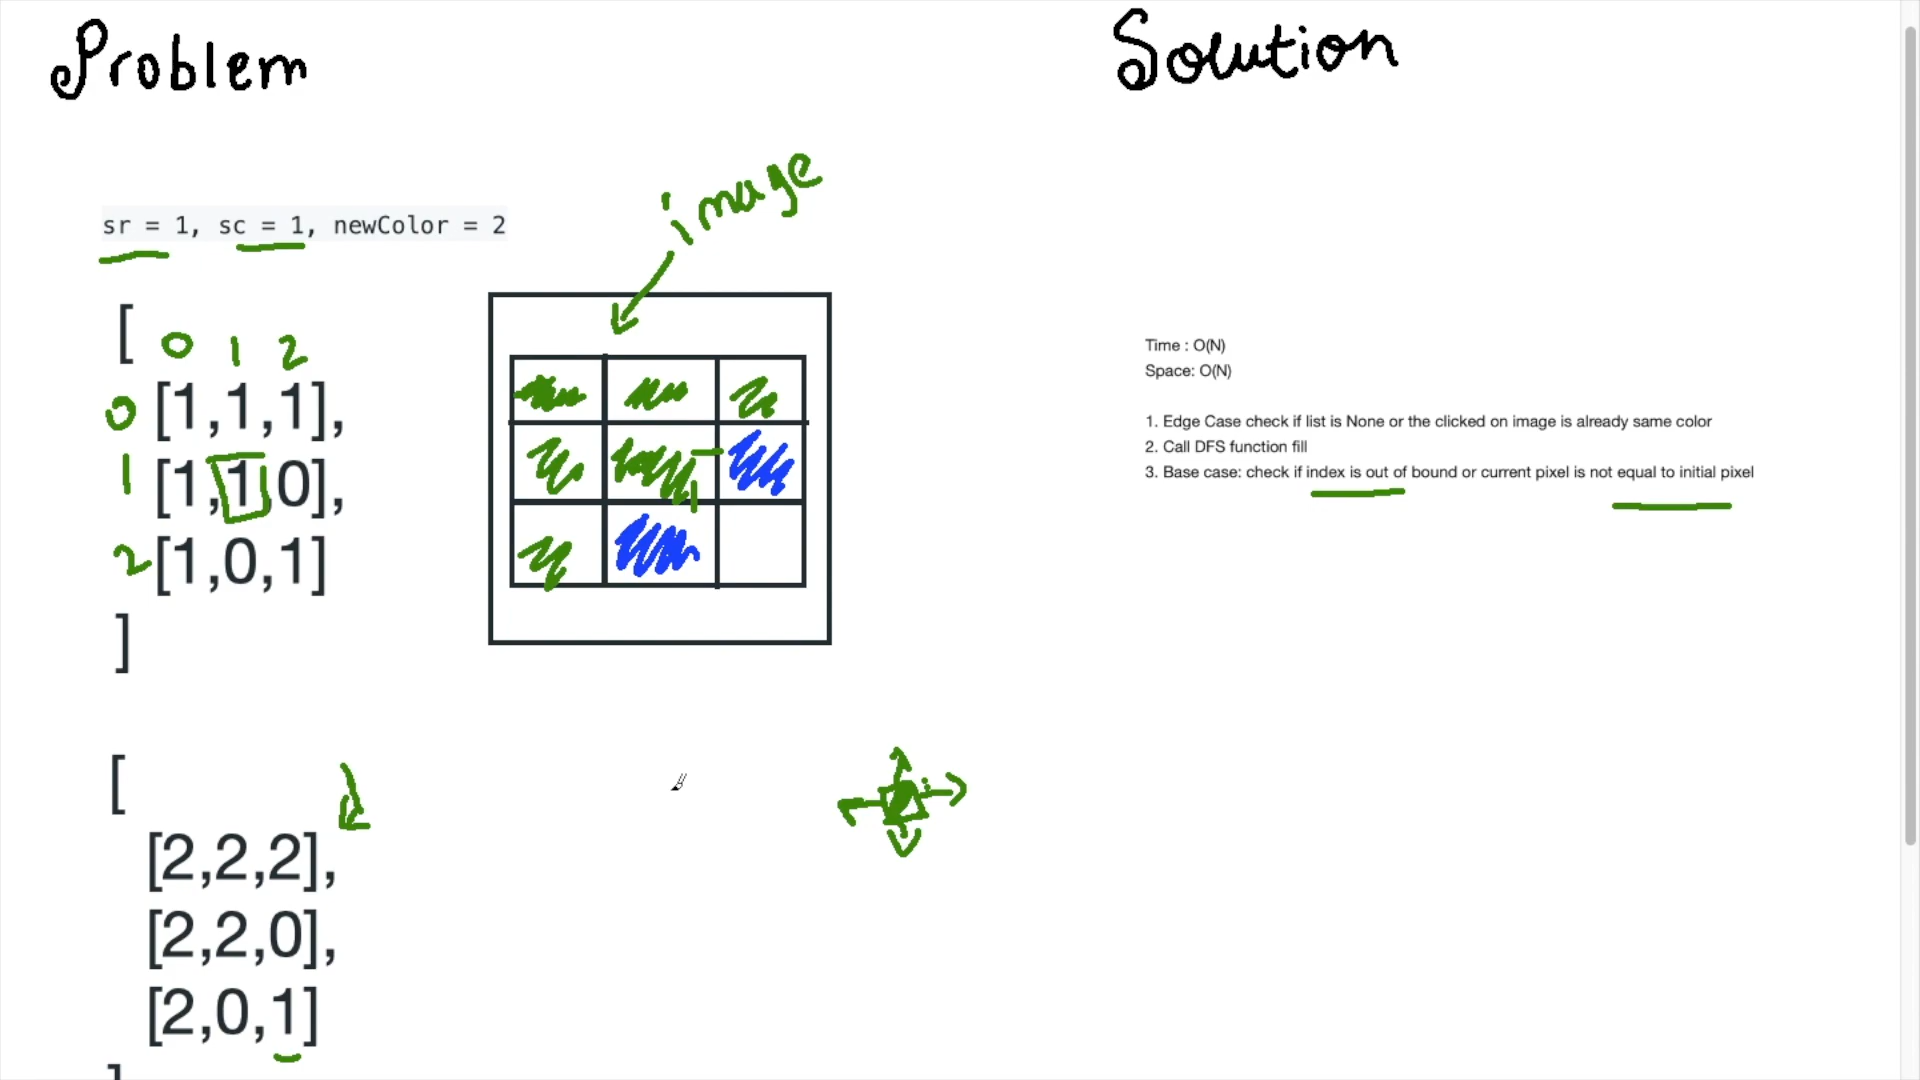 Problem
Solution
image
sr = 1, sc = 1, newColor = 2
[
0 1 2
0 [1,1,1],
1 [1,1,0],
2 [1,0,1]
]
[
[2,2,2],
[2,2,0],
[2,0,1]
]
Time : O(N)
Space: O(N)
1. Edge Case check if list is None or the clicked on image is already same color
2. Call DFS function fill
3. Base case: check if index is out of bound or current pixel is not equal to initial pixel